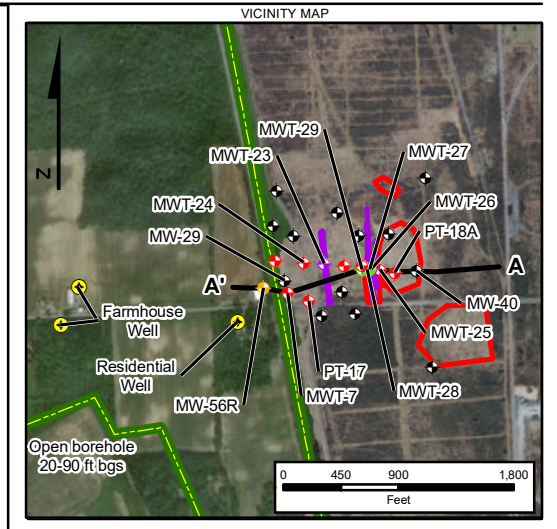 VICINITY MAP
MWT-29
MWT-27
MWT-23
MWT-26
MWT-24
PT-18A
MW-29
N
A'
A
Farmhouse
Well
MW-40
MWT-25
Residential
Well
PT-17
MWT-28
MWT-7
MW-56R
Open borehole
20-90 ft bgs
0 450 900 1,800
Feet